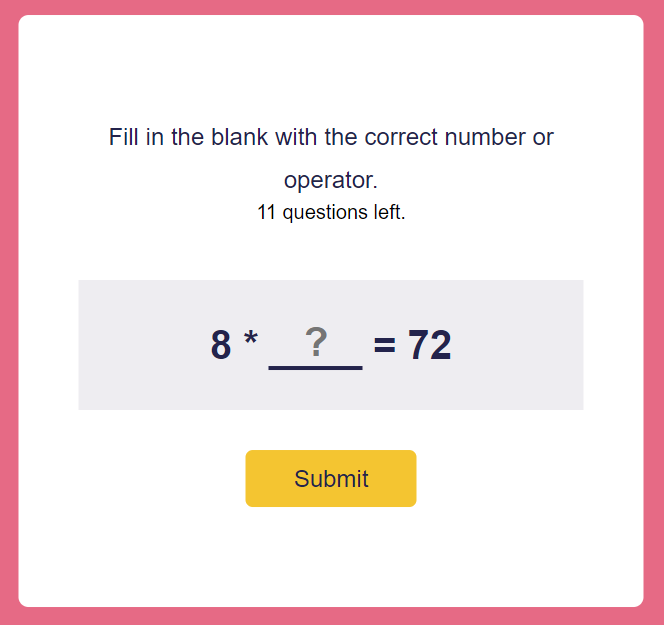 Fill in the blank with the correct number or
operator.
11 questions left.
8 * ? = 72
Submit